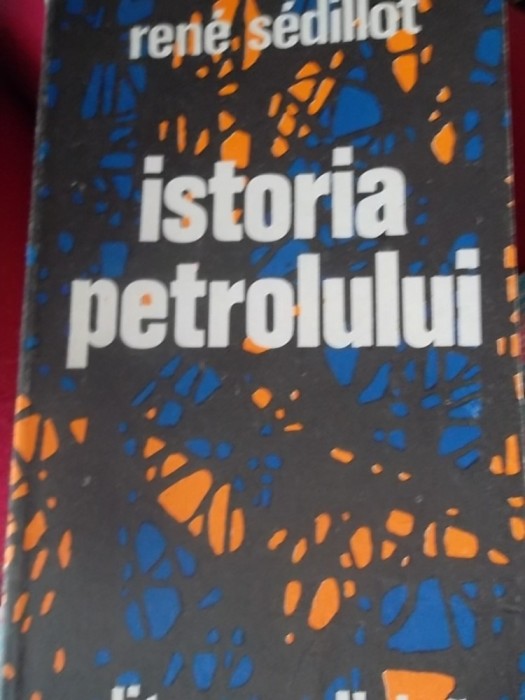 rené sédillot
istoria
petrolului